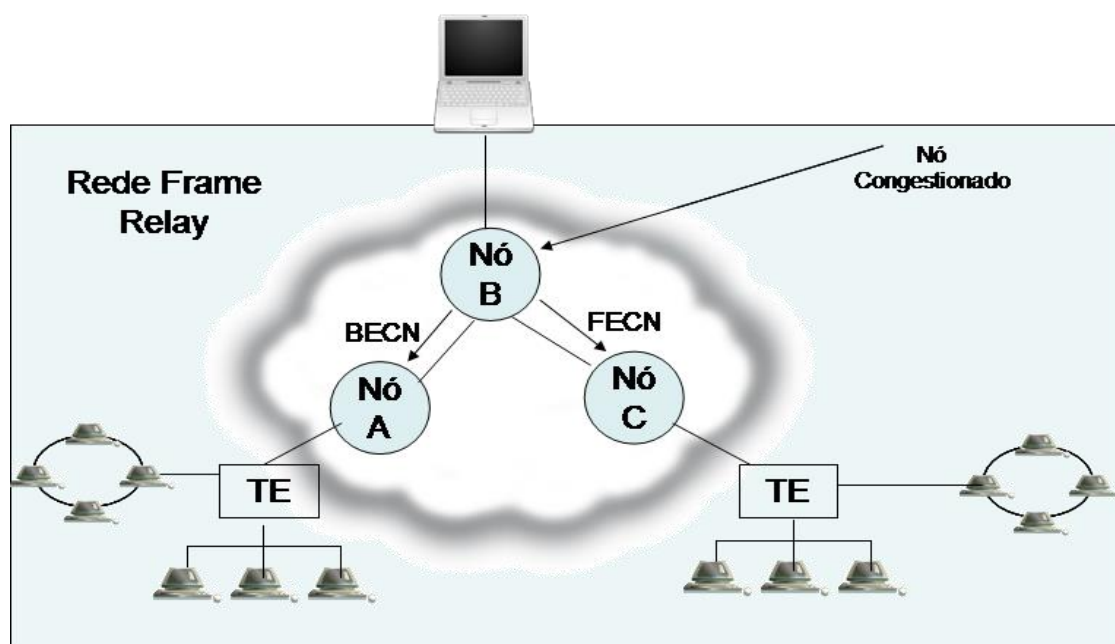 Nó
Congestionado
Rede Frame
Relay
Nó
B
BECN
FECN
Nó
A
Nó
C
TE
TE